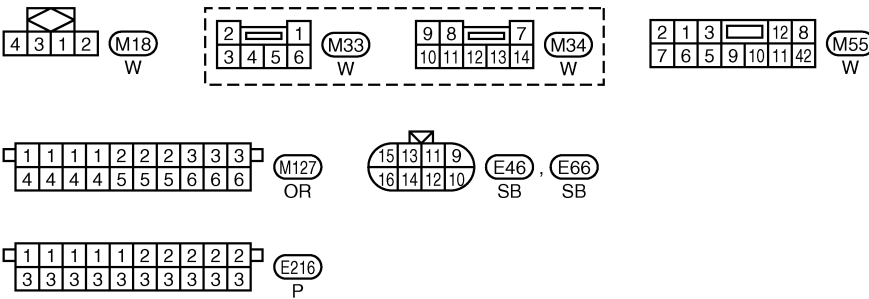 4 3 1 2 M18
W
2 1
3 4 5 6 M33
W
9 8 7
10 11 12 13 14 M34
W
2 1 3 12 8
7 6 5 9 10 11 42 M55
W
1 1 1 1 2 2 2 3 3 3
4 4 4 4 5 5 5 6 6 6 M127
OR
15 13 11 9
16 14 12 10 E46 , E66
SB SB
1 1 1 1 1 2 2 2 2 2
3 3 3 3 3 3 3 3 3 3 E216
P